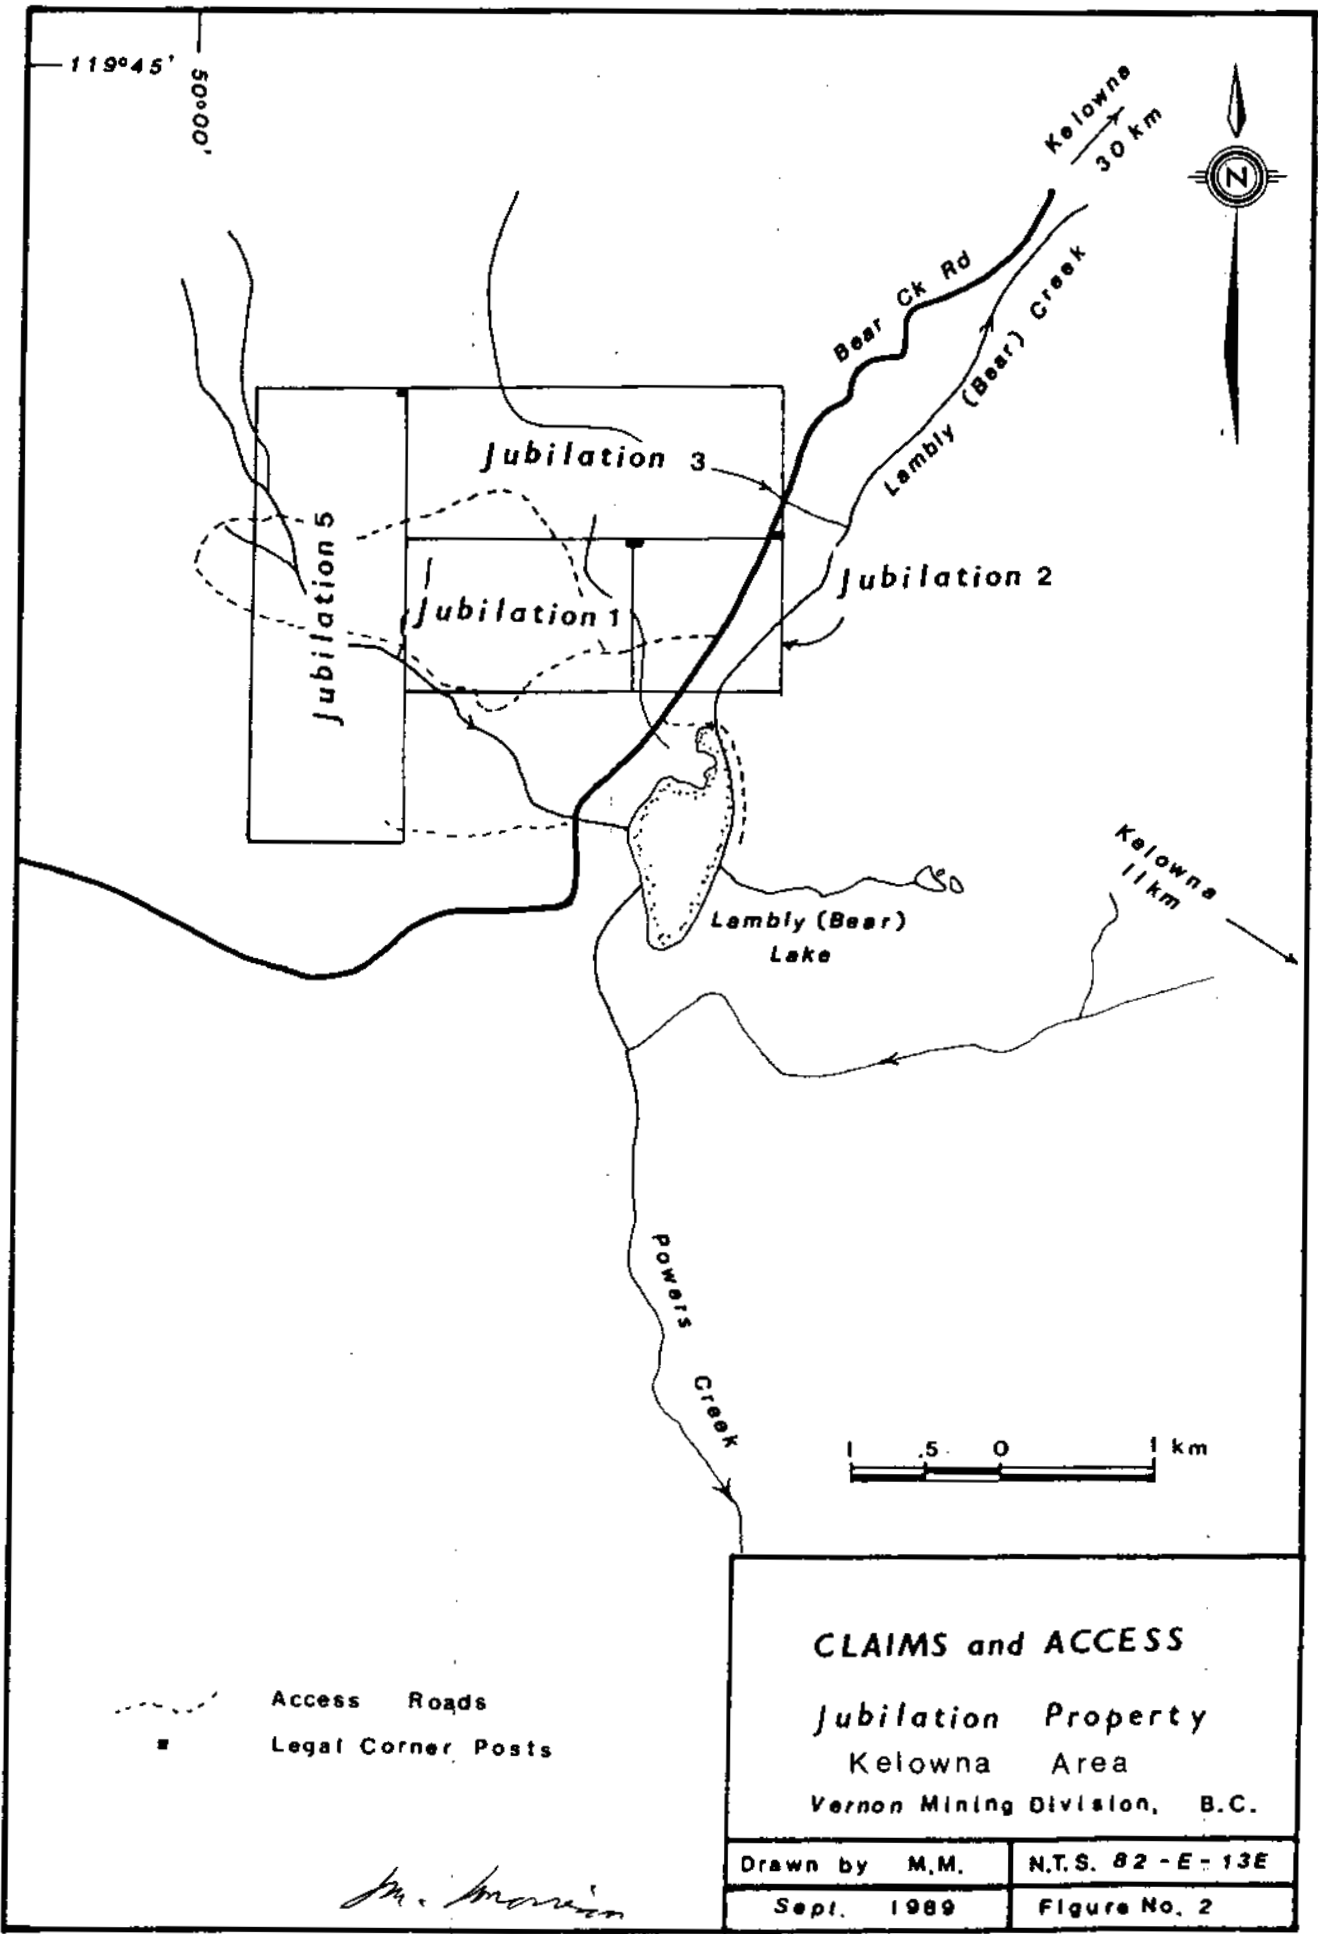 119°45'
50°00'
Kelowna
30 km
N
Bear Ck Rd
Lambly (Bear) Creek
Jubilation 3
Jubilation 5
Jubilation 2
Jubilation 1
Kelowna
11 km
Lambly (Bear)
Lake
Powers Creek
1 .5 0 1 km
CLAIMS and ACCESS
Jubilation Property
Kelowna Area
Vernon Mining Division, B.C.
Access Roads
Legal Corner Posts
Drawn by M.M.
N.T.S. 82-E-13E
Sept. 1989
Figure No. 2